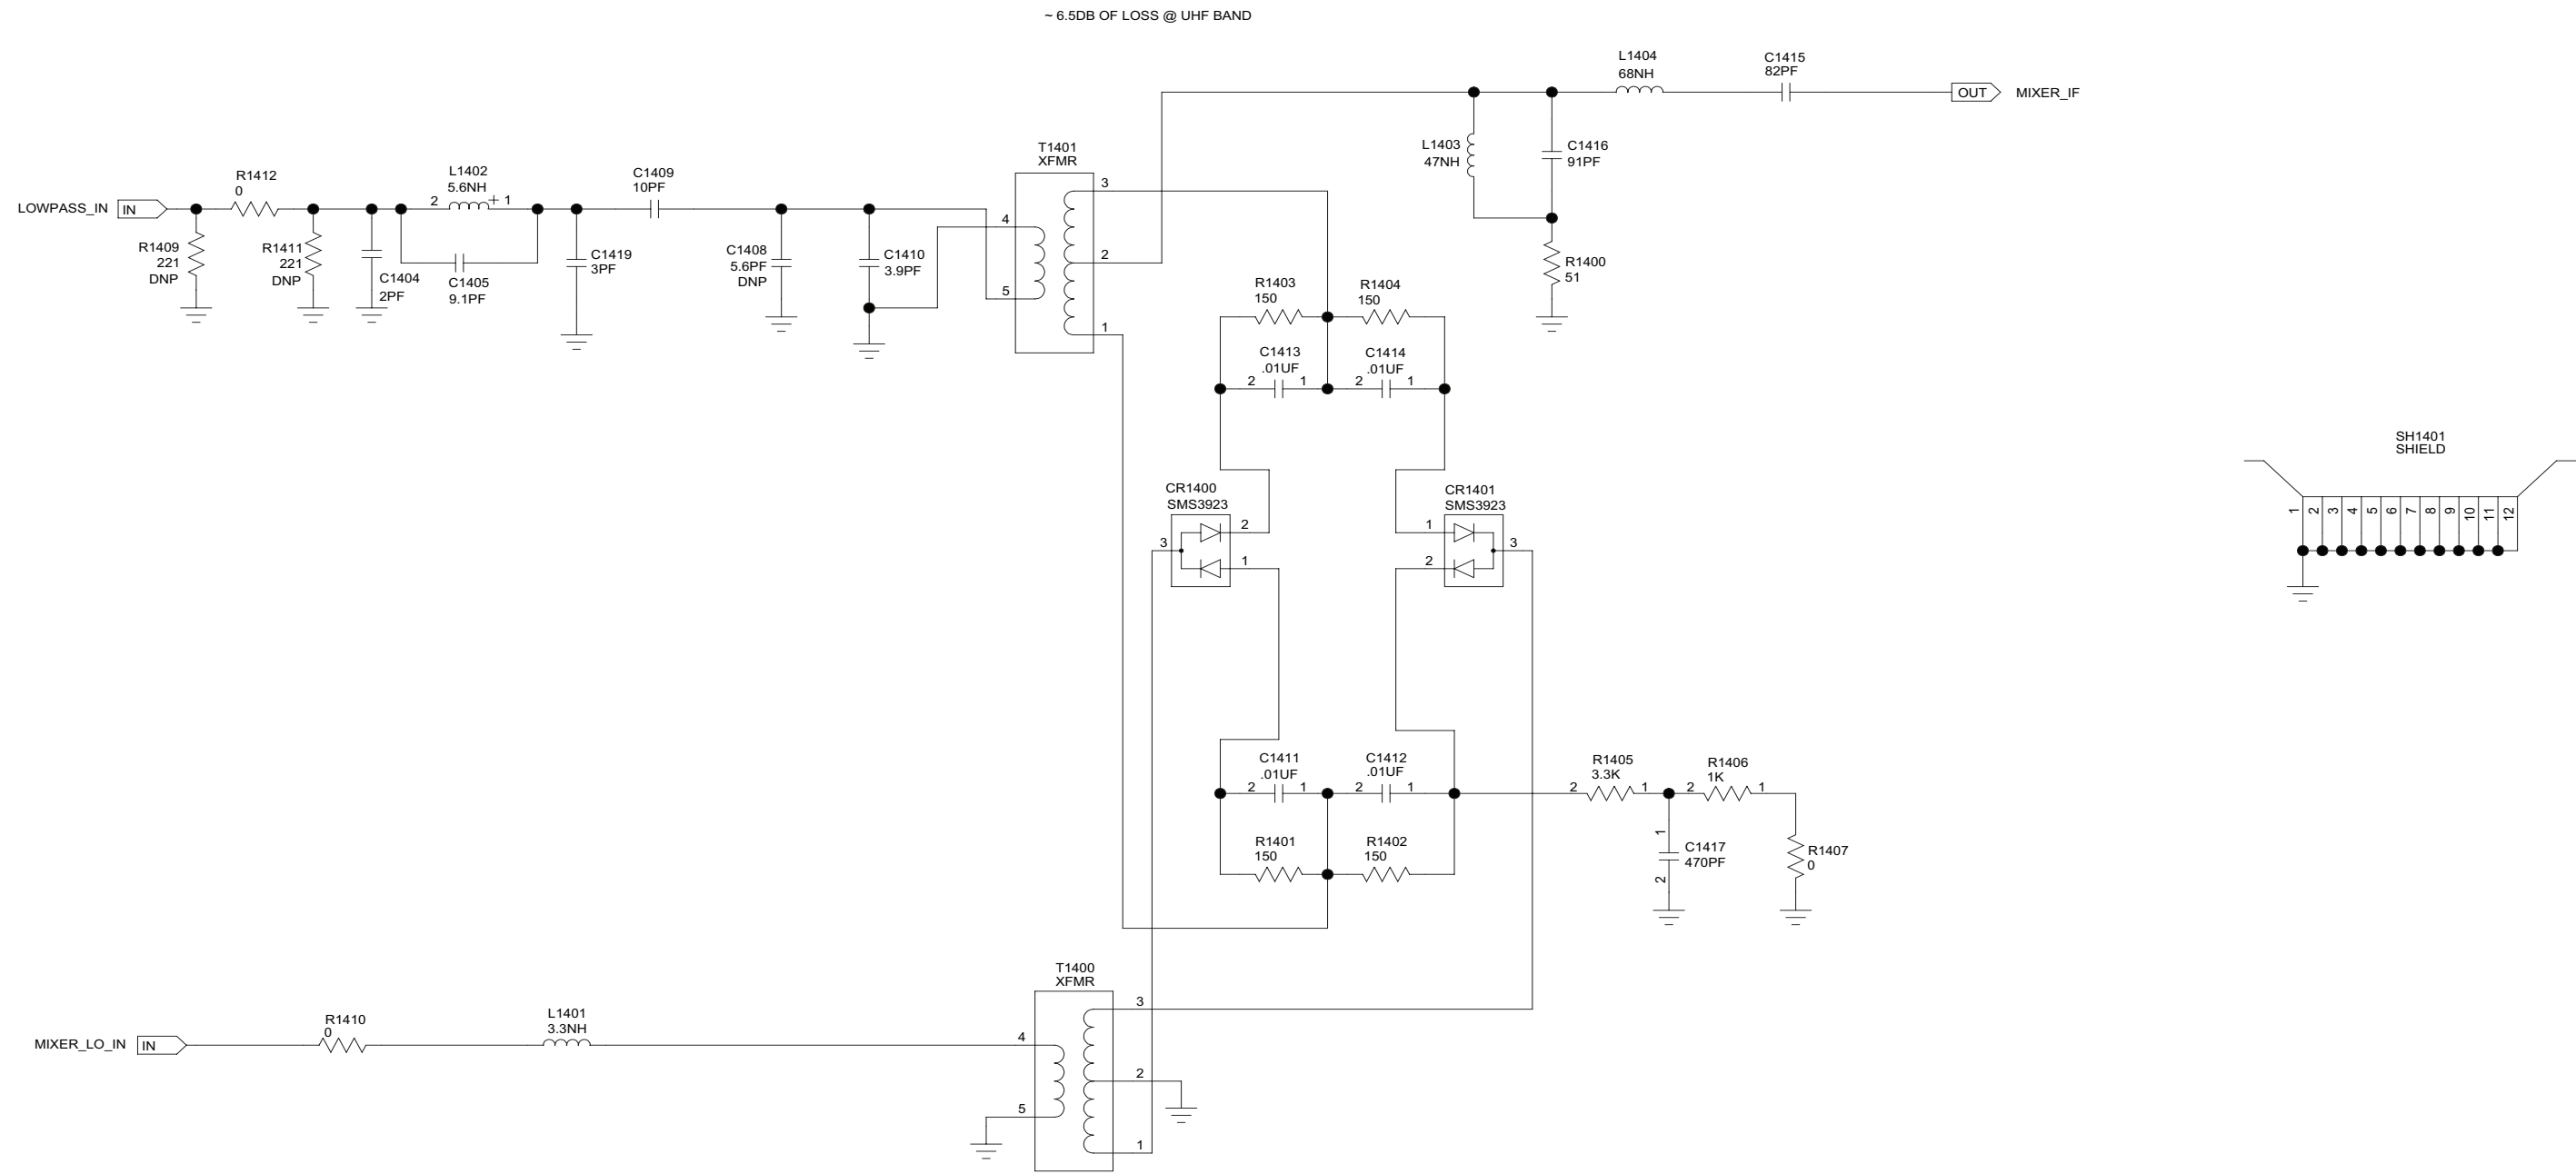 ~ 6.5DB OF LOSS @ UHF BAND
L1404
68NH
C1415
82PF
OUT
MIXER_IF
L1403
47NH
C1416
91PF
R1400
51
T1401
XFMR
3
2
1
4
5
LOWPASS_IN
IN
R1412
0
R1409
221
DNP
R1411
221
DNP
C1404
2PF
L1402
5.6NH
2
+ 1
C1405
9.1PF
C1419
3PF
C1409
10PF
C1408
5.6PF
DNP
C1410
3.9PF
R1403
150
R1404
150
C1413
.01UF
2
1
C1414
.01UF
2
1
CR1400
SMS3923
3
2
1
CR1401
SMS3923
1
2
3
SH1401
SHIELD
1
2
3
4
5
6
7
8
9
10
11
12
C1411
.01UF
2
1
C1412
.01UF
2
1
R1401
150
R1402
150
R1405
3.3K
2
1
R1406
1K
2
1
1
C1417
470PF
2
R1407
0
T1400
XFMR
3
2
1
4
5
MIXER_LO_IN
IN
R1410
0
L1401
3.3NH